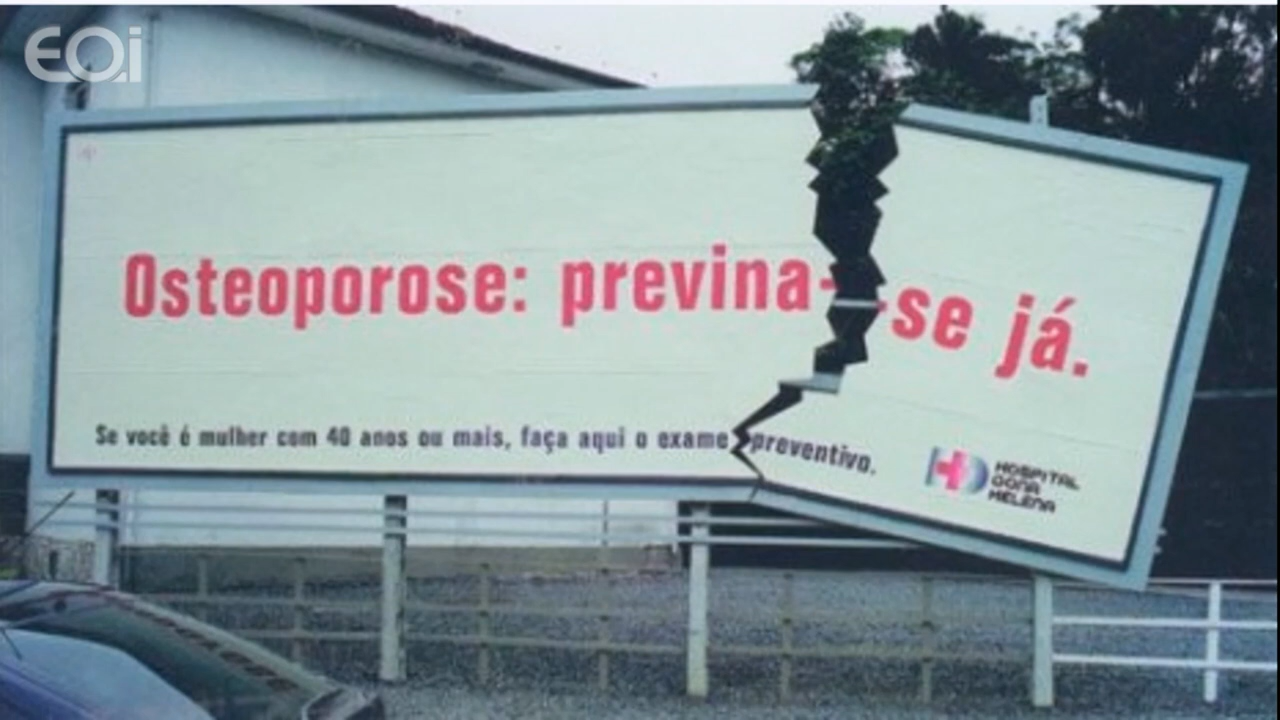 EOi
Osteoporose: previna-se já.
Se você é mulher com 40 anos ou mais, faça aqui o exame preventivo.
HOSPITAL
DONA
HELENA